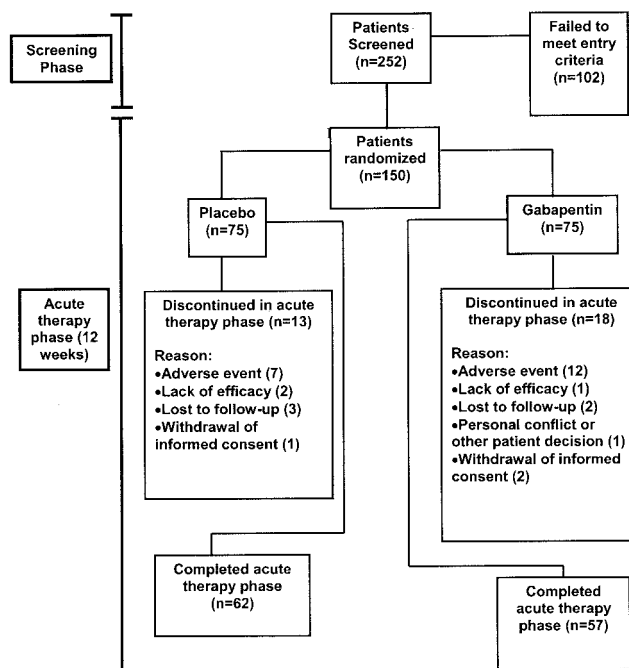 Screening
Phase
Patients
Screened
(n=252)
Failed to
meet entry
criteria
(n=102)
Patients
randomized
(n=150)
Placebo
(n=75)
Gabapentin
(n=75)
Acute
therapy
phase (12
weeks)
Discontinued in acute
therapy phase (n=13)
Reason:
•Adverse event (7)
•Lack of efficacy (2)
•Lost to follow-up (3)
•Withdrawal of
informed consent (1)
Discontinued in acute
therapy phase (n=18)
Reason:
•Adverse event (12)
•Lack of efficacy (1)
•Lost to follow-up (2)
•Personal conflict or
other patient decision (1)
•Withdrawal of informed
consent (2)
Completed acute
therapy phase
(n=62)
Completed
acute therapy
phase (n=57)